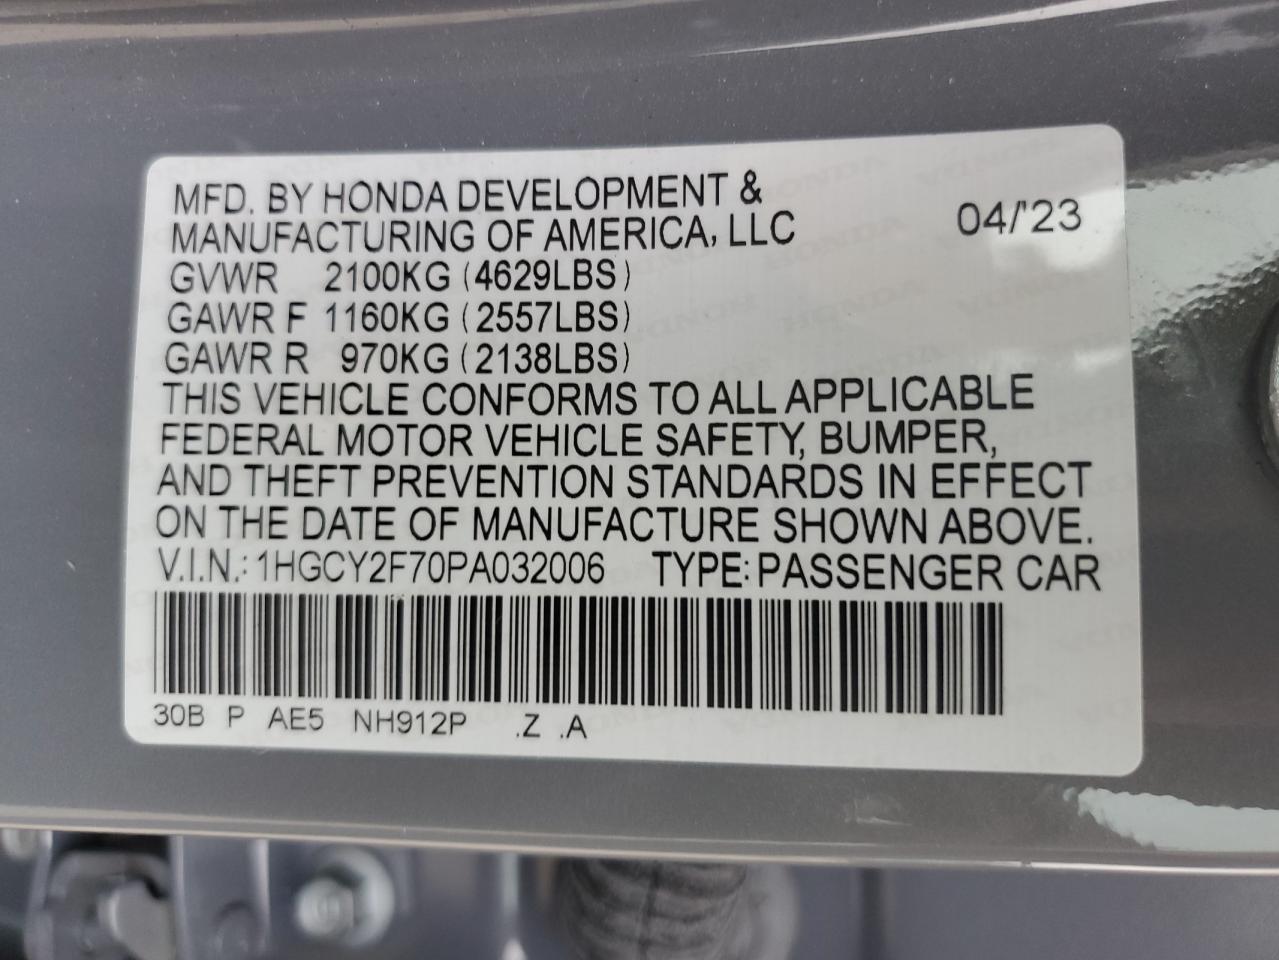 MFD. BY HONDA DEVELOPMENT &
MANUFACTURING OF AMERICA, LLC 04/'23
GVWR 2100KG (4629LBS)
GAWR F 1160KG (2557LBS)
GAWR R 970KG (2138LBS)
THIS VEHICLE CONFORMS TO ALL APPLICABLE
FEDERAL MOTOR VEHICLE SAFETY, BUMPER,
AND THEFT PREVENTION STANDARDS IN EFFECT
ON THE DATE OF MANUFACTURE SHOWN ABOVE.
V.I.N.: 1HGCY2F70PA032006 TYPE: PASSENGER CAR
30B P AE5 NH912P .Z .A